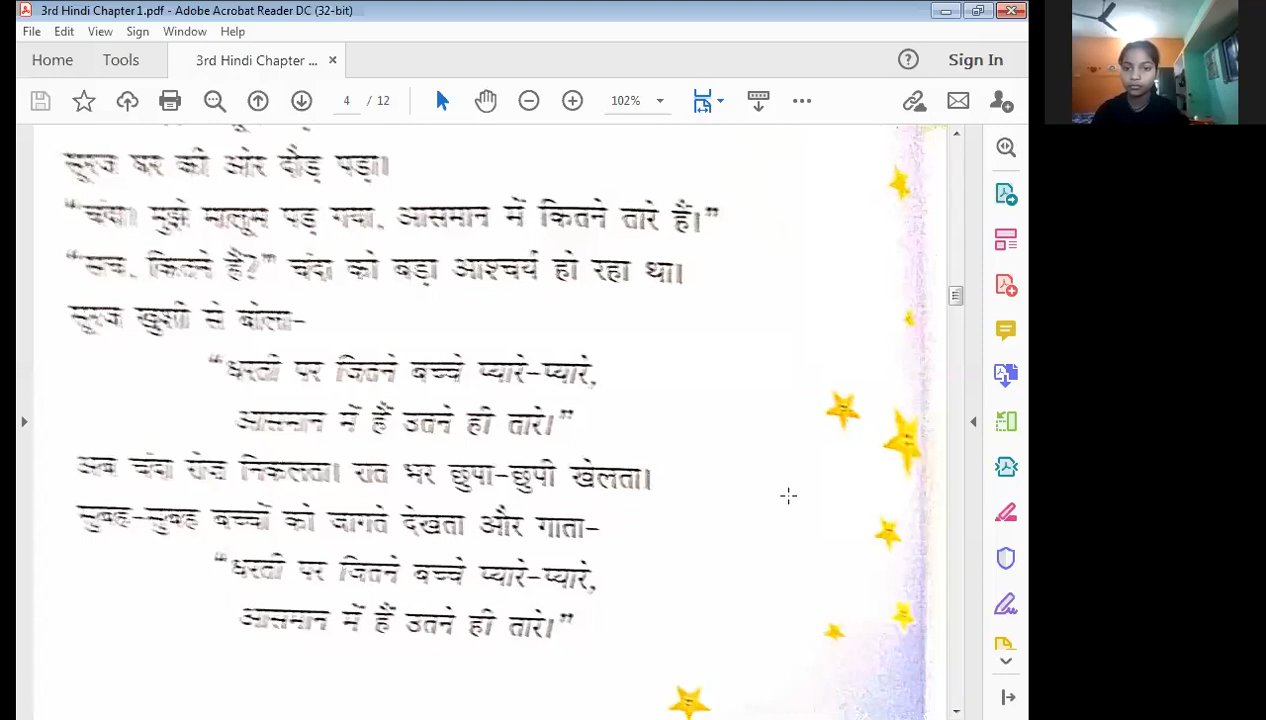 3rd Hindi Chapter1.pdf - Adobe Acrobat Reader DC (32-bit)
File Edit View Sign Window Help
Home Tools 3rd Hindi Chapter ... × Sign In
4 / 12 102%
सूरज घर की ओर दौड़ पड़ा।
“चंदा। मुझे मालूम पड़ गया, आसमान में कितने तारे हैं।”
“सच, कितने हैं?” चंदा को बड़ा आश्चर्य हो रहा था।
सूरज खुशी से बोला-
“धरती पर जितने बच्चे प्यारे-प्यारे,
आसमान में हैं उतने ही तारे।”
अब चंदा रोज़ निकलता। रात भर छुपा-छुपी खेलता।
सुबह-सुबह बच्चों को जागते देखता और गाता-
“धरती पर जितने बच्चे प्यारे-प्यारे,
आसमान में हैं उतने ही तारे।”